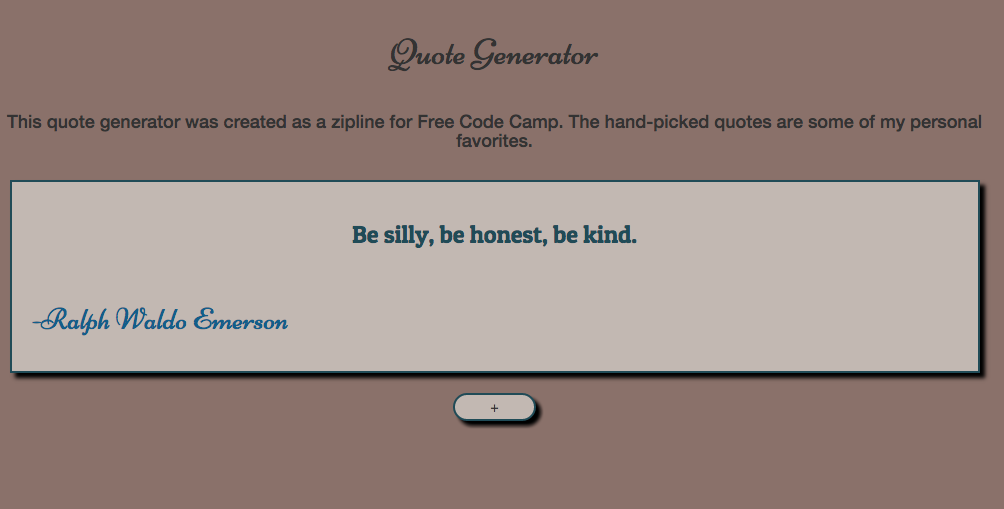 Quote Generator
This quote generator was created as a zipline for Free Code Camp. The hand-picked quotes are some of my personal
favorites.
Be silly, be honest, be kind.
-Ralph Waldo Emerson
+